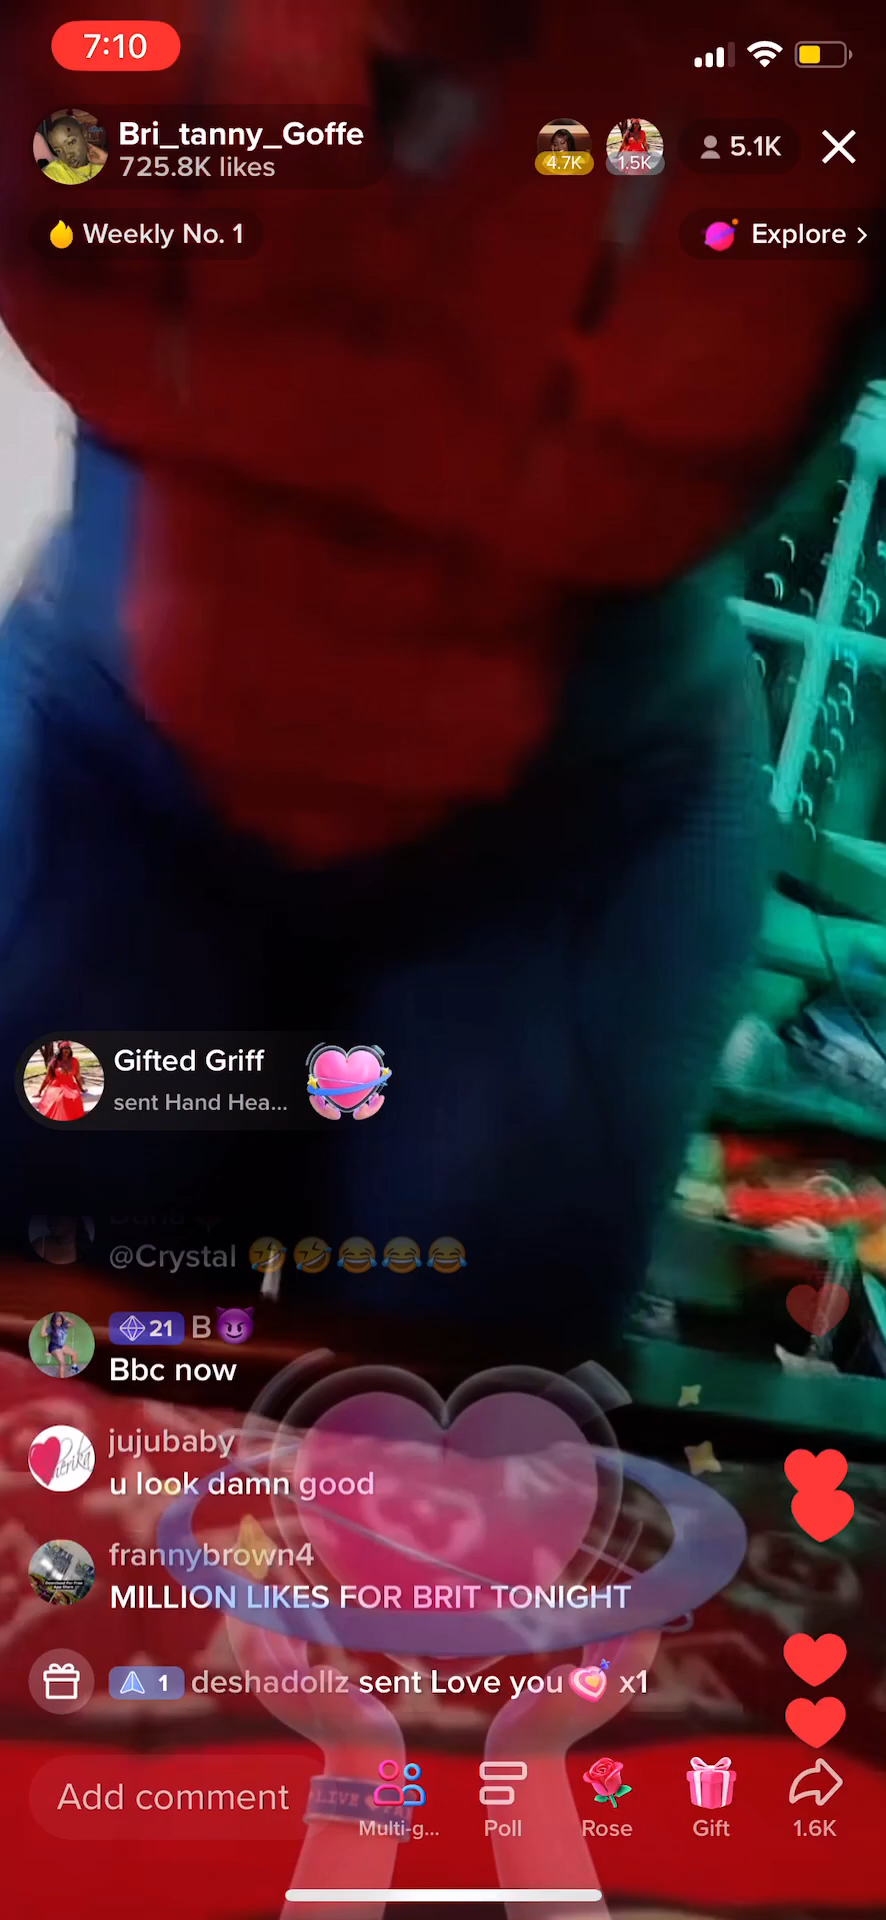 7:10
Bri_tanny_Goffe
725.8K likes
4.7K
1.5K
5.1K
Weekly No. 1
Explore >
Gifted Griff
sent Hand Hea...
@Crystal 🤣🤣😂😂😂
21 B😈
Bbc now
jujubaby
u look damn good
frannybrown4
MILLION LIKES FOR BRIT TONIGHT
1 deshadollz sent Love you x1
Add comment
LIVE
Multi-g...
Poll
Rose
Gift
1.6K